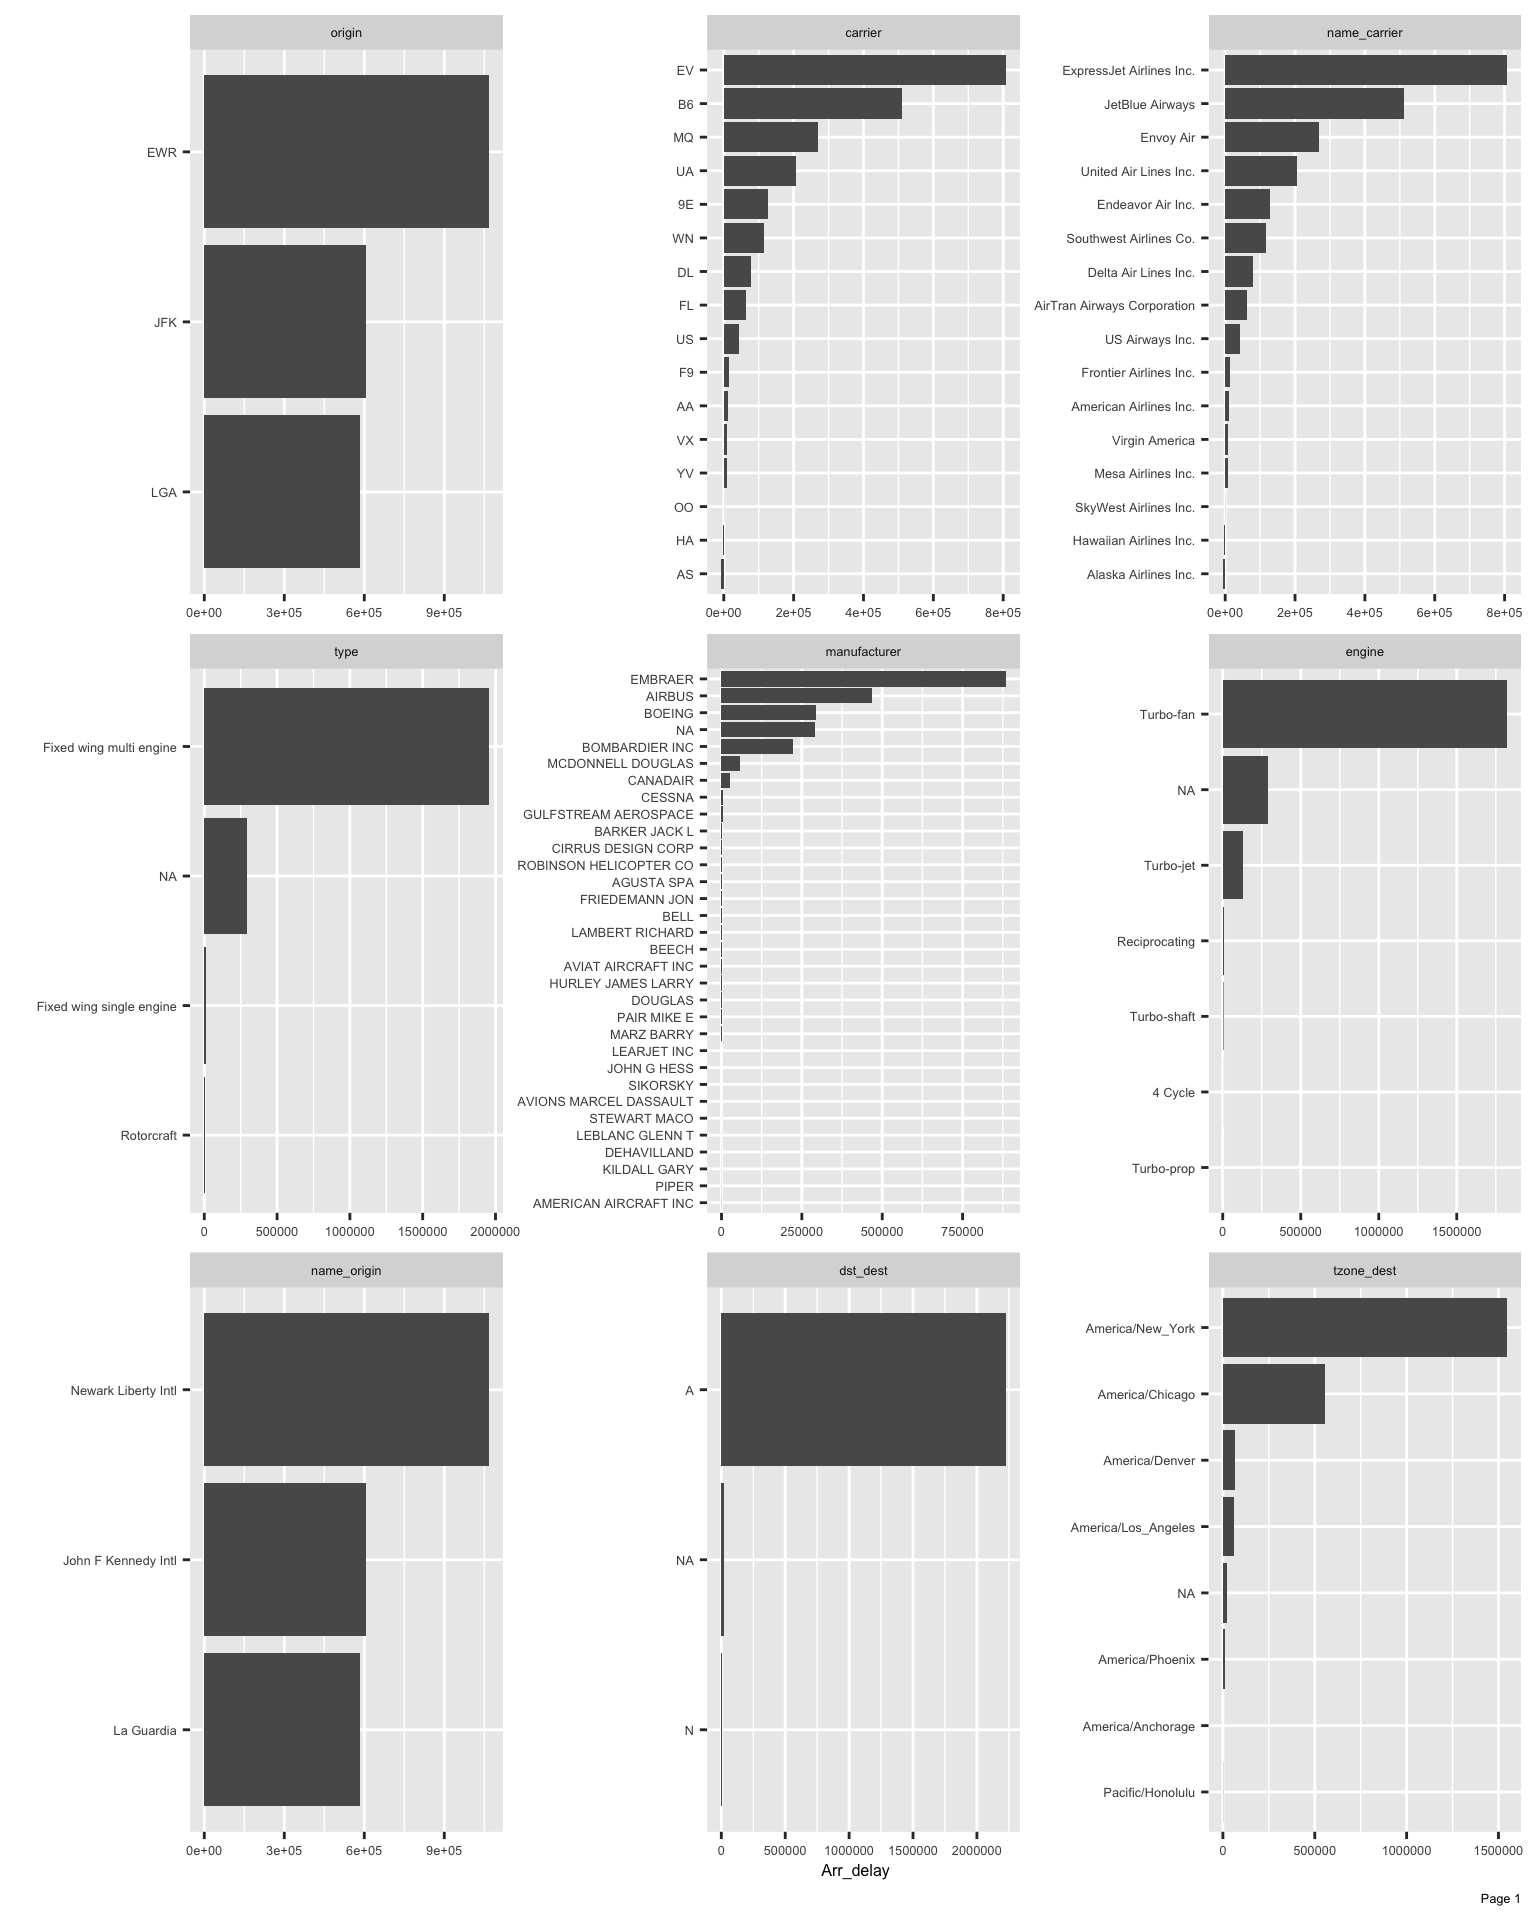 origin
EWR
JFK
LGA
0e+00 3e+05 6e+05 9e+05
carrier
EV
B6
MQ
UA
9E
WN
DL
FL
US
F9
AA
VX
YV
OO
HA
AS
0e+00 2e+05 4e+05 6e+05 8e+05
name_carrier
ExpressJet Airlines Inc.
JetBlue Airways
Envoy Air
United Air Lines Inc.
Endeavor Air Inc.
Southwest Airlines Co.
Delta Air Lines Inc.
AirTran Airways Corporation
US Airways Inc.
Frontier Airlines Inc.
American Airlines Inc.
Virgin America
Mesa Airlines Inc.
SkyWest Airlines Inc.
Hawaiian Airlines Inc.
Alaska Airlines Inc.
0e+00 2e+05 4e+05 6e+05 8e+05
type
Fixed wing multi engine
NA
Fixed wing single engine
Rotorcraft
0 500000 1000000 1500000 2000000
manufacturer
EMBRAER
AIRBUS
BOEING
NA
BOMBARDIER INC
MCDONNELL DOUGLAS
CANADAIR
CESSNA
GULFSTREAM AEROSPACE
BARKER JACK L
CIRRUS DESIGN CORP
ROBINSON HELICOPTER CO
AGUSTA SPA
FRIEDEMANN JON
BELL
LAMBERT RICHARD
BEECH
AVIAT AIRCRAFT INC
HURLEY JAMES LARRY
DOUGLAS
PAIR MIKE E
MARZ BARRY
LEARJET INC
JOHN G HESS
SIKORSKY
AVIONS MARCEL DASSAULT
STEWART MACO
LEBLANC GLENN T
DEHAVILLAND
KILDALL GARY
PIPER
AMERICAN AIRCRAFT INC
0 250000 500000 750000
engine
Turbo-fan
NA
Turbo-jet
Reciprocating
Turbo-shaft
4 Cycle
Turbo-prop
0 500000 1000000 1500000
name_origin
Newark Liberty Intl
John F Kennedy Intl
La Guardia
0e+00 3e+05 6e+05 9e+05
dst_dest
A
NA
N
0 500000 1000000 1500000 2000000
tzone_dest
America/New_York
America/Chicago
America/Denver
America/Los_Angeles
NA
America/Phoenix
America/Anchorage
Pacific/Honolulu
0 500000 1000000 1500000
Arr_delay
Page 1